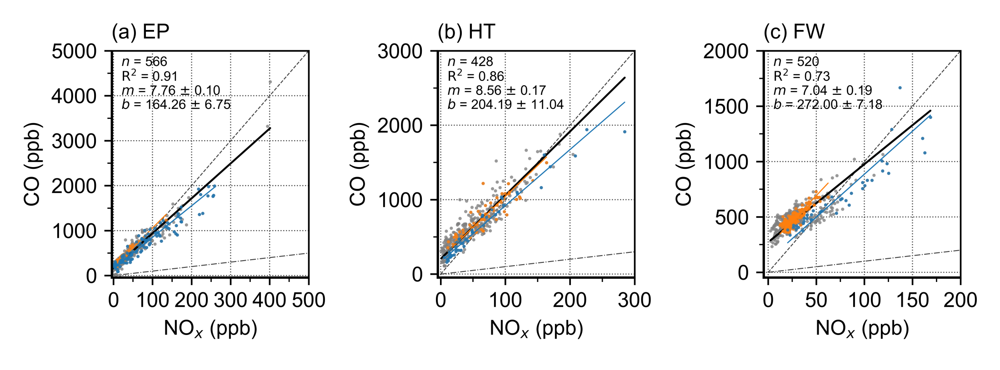 (a) EP
5000
4000
3000
2000
1000
0
n = 566
R² = 0.91
m = 7.76 ± 0.10
b = 164.26 ± 6.75
CO (ppb)
0 100 200 300 400 500
NOₓ (ppb)
(b) HT
3000
2000
1000
0
n = 428
R² = 0.86
m = 8.56 ± 0.17
b = 204.19 ± 11.04
CO (ppb)
0 100 200 300
NOₓ (ppb)
(c) FW
2000
1500
1000
500
0
n = 520
R² = 0.73
m = 7.04 ± 0.19
b = 272.00 ± 7.18
CO (ppb)
0 50 100 150 200
NOₓ (ppb)